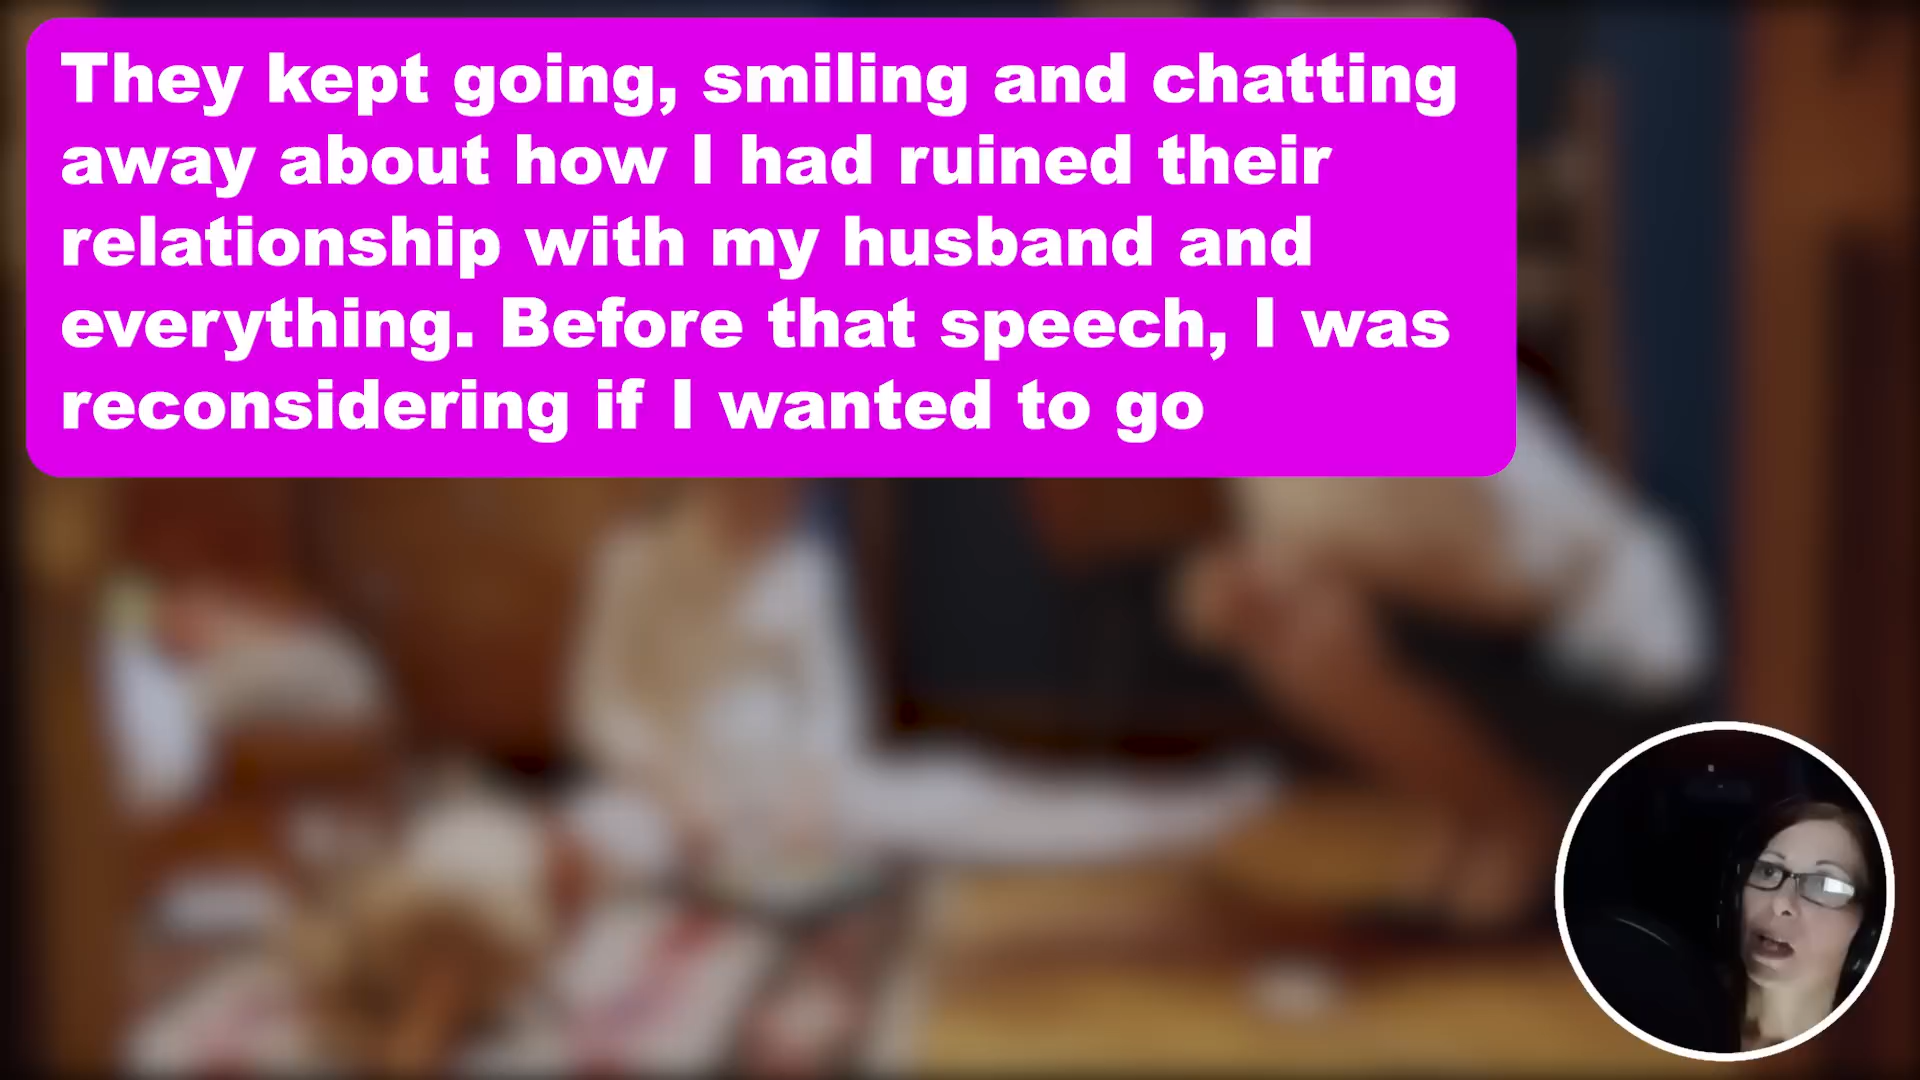 They kept going, smiling and chatting
away about how I had ruined their
relationship with my husband and
everything. Before that speech, I was
reconsidering if I wanted to go